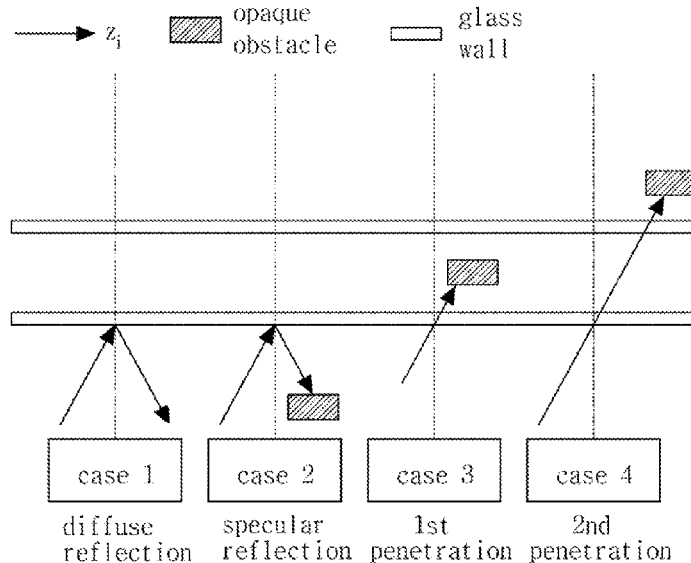 z_i
opaque
obstacle
glass
wall
case 1
case 2
case 3
case 4
diffuse
reflection
specular
reflection
1st
penetration
2nd
penetration